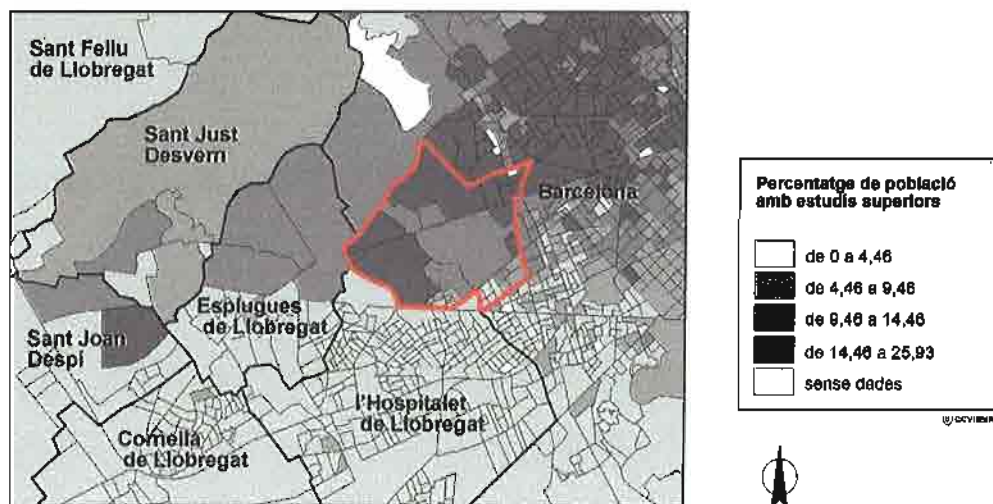 Sant Feliu
de Llobregat
Sant Just
Desvern
Barcelona
Esplugues
de Llobregat
Sant Joan
Despí
l'Hospitalet
de Llobregat
Cornellà
de Llobregat
Percentatge de població
amb estudis superiors
de 0 a 4,46
de 4,46 a 9,46
de 9,46 a 14,46
de 14,46 a 25,93
sense dades